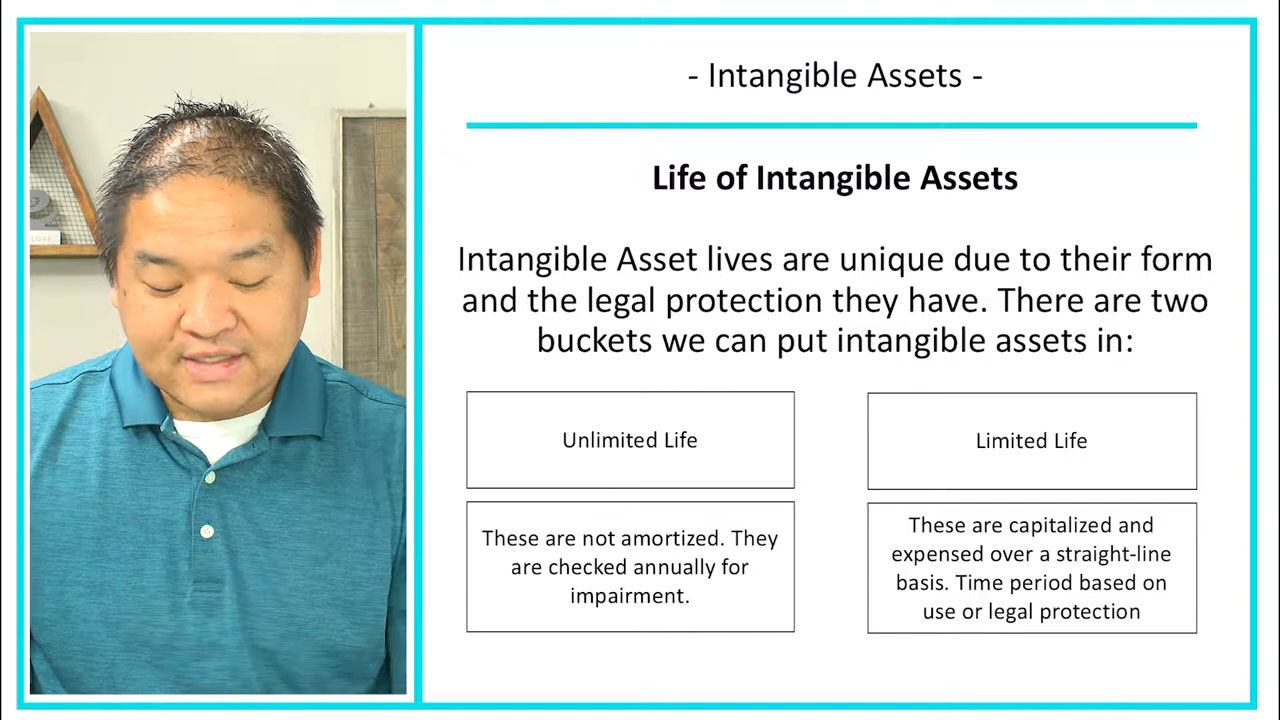 - Intangible Assets -
Life of Intangible Assets
Intangible Asset lives are unique due to their form
and the legal protection they have. There are two
buckets we can put intangible assets in:
Unlimited Life
Limited Life
These are not amortized. They
are checked annually for
impairment.
These are capitalized and
expensed over a straight-line
basis. Time period based on
use or legal protection
LOVE